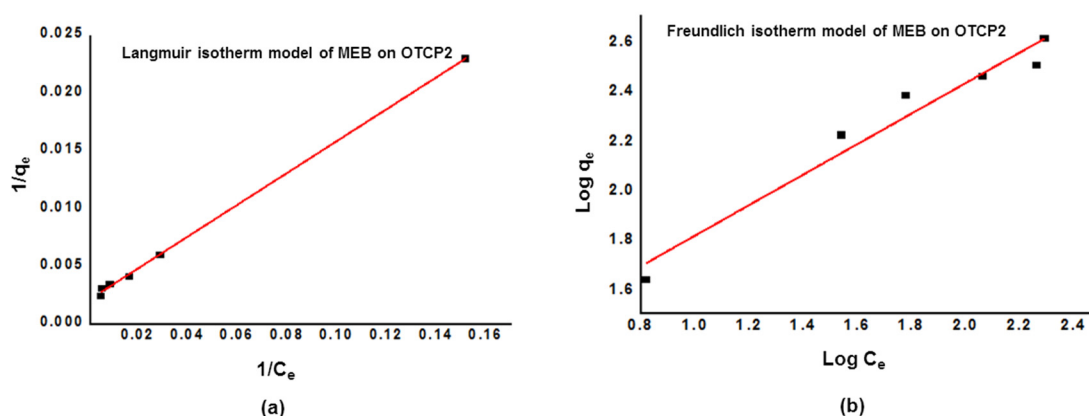 Langmuir isotherm model of MEB on OTCP2
0.025
0.020
0.015
0.010
0.005
0.000
1/qe
0.02 0.04 0.06 0.08 0.10 0.12 0.14 0.16
1/Ce
(a)
Freundlich isotherm model of MEB on OTCP2
2.6
2.4
2.2
2.0
1.8
1.6
Log qe
0.8 1.0 1.2 1.4 1.6 1.8 2.0 2.2 2.4
Log Ce
(b)